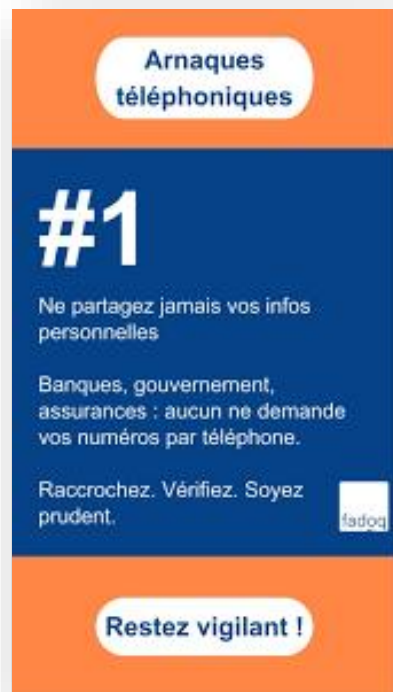 Arnaques
téléphoniques
#1
Ne partagez jamais vos infos
personnelles
Banques, gouvernement,
assurances : aucun ne demande
vos numéros par téléphone.
Raccrochez. Vérifiez. Soyez
prudent.
fadoq
Restez vigilant !